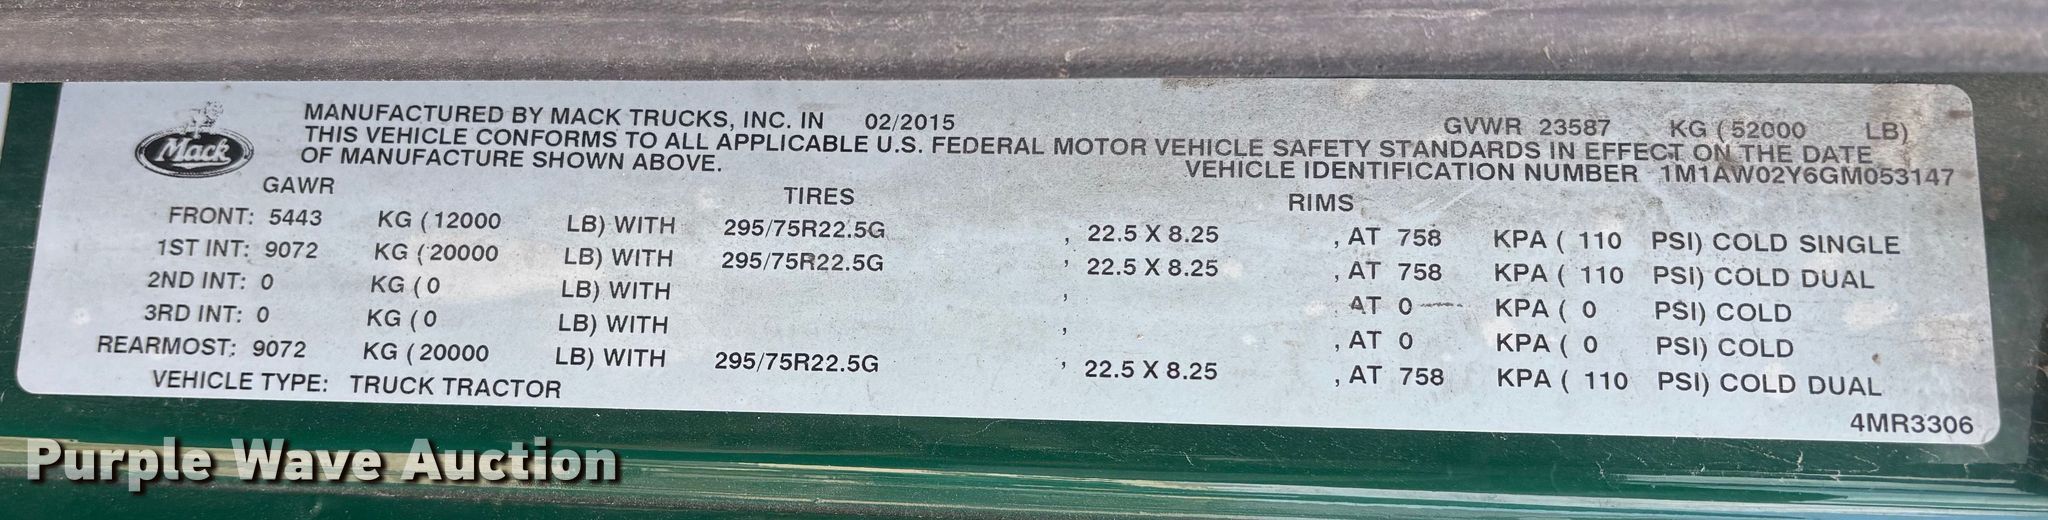 Mack
MANUFACTURED BY MACK TRUCKS, INC. IN 02/2015 GVWR 23587 KG (52000 LB)
THIS VEHICLE CONFORMS TO ALL APPLICABLE U.S. FEDERAL MOTOR VEHICLE SAFETY STANDARDS IN EFFECT ON THE DATE
OF MANUFACTURE SHOWN ABOVE. VEHICLE IDENTIFICATION NUMBER 1M1AW02Y6GM053147
GAWR TIRES RIMS
FRONT: 5443 KG (12000 LB) WITH 295/75R22.5G , 22.5 X 8.25 , AT 758 KPA ( 110 PSI) COLD SINGLE
1ST INT: 9072 KG (20000 LB) WITH 295/75R22.5G , 22.5 X 8.25 , AT 758 KPA ( 110 PSI) COLD DUAL
2ND INT: 0 KG (0 LB) WITH , , AT 0 KPA ( 0 PSI) COLD
3RD INT: 0 KG (0 LB) WITH , , AT 0 KPA ( 0 PSI) COLD
REARMOST: 9072 KG (20000 LB) WITH 295/75R22.5G , 22.5 X 8.25 , AT 758 KPA ( 110 PSI) COLD DUAL
VEHICLE TYPE: TRUCK TRACTOR
4MR3306
Purple Wave Auction